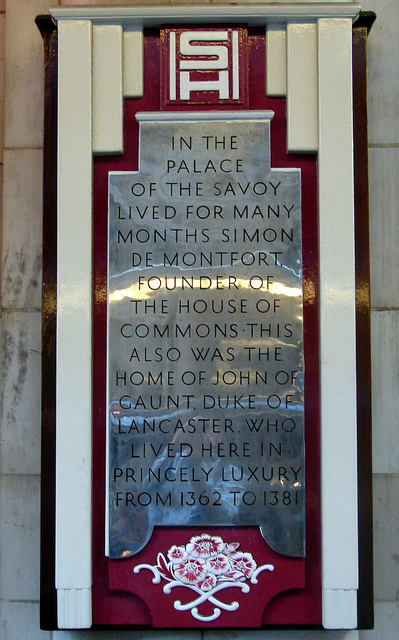 SH
IN THE
PALACE
OF THE SAVOY
LIVED FOR MANY
MONTHS SIMON
DE MONTFORT
FOUNDER OF
THE HOUSE OF
COMMONS · THIS
ALSO WAS THE
HOME OF JOHN OF
GAUNT, DUKE OF
LANCASTER, WHO
LIVED HERE IN
PRINCELY LUXURY
FROM 1362 TO 1381